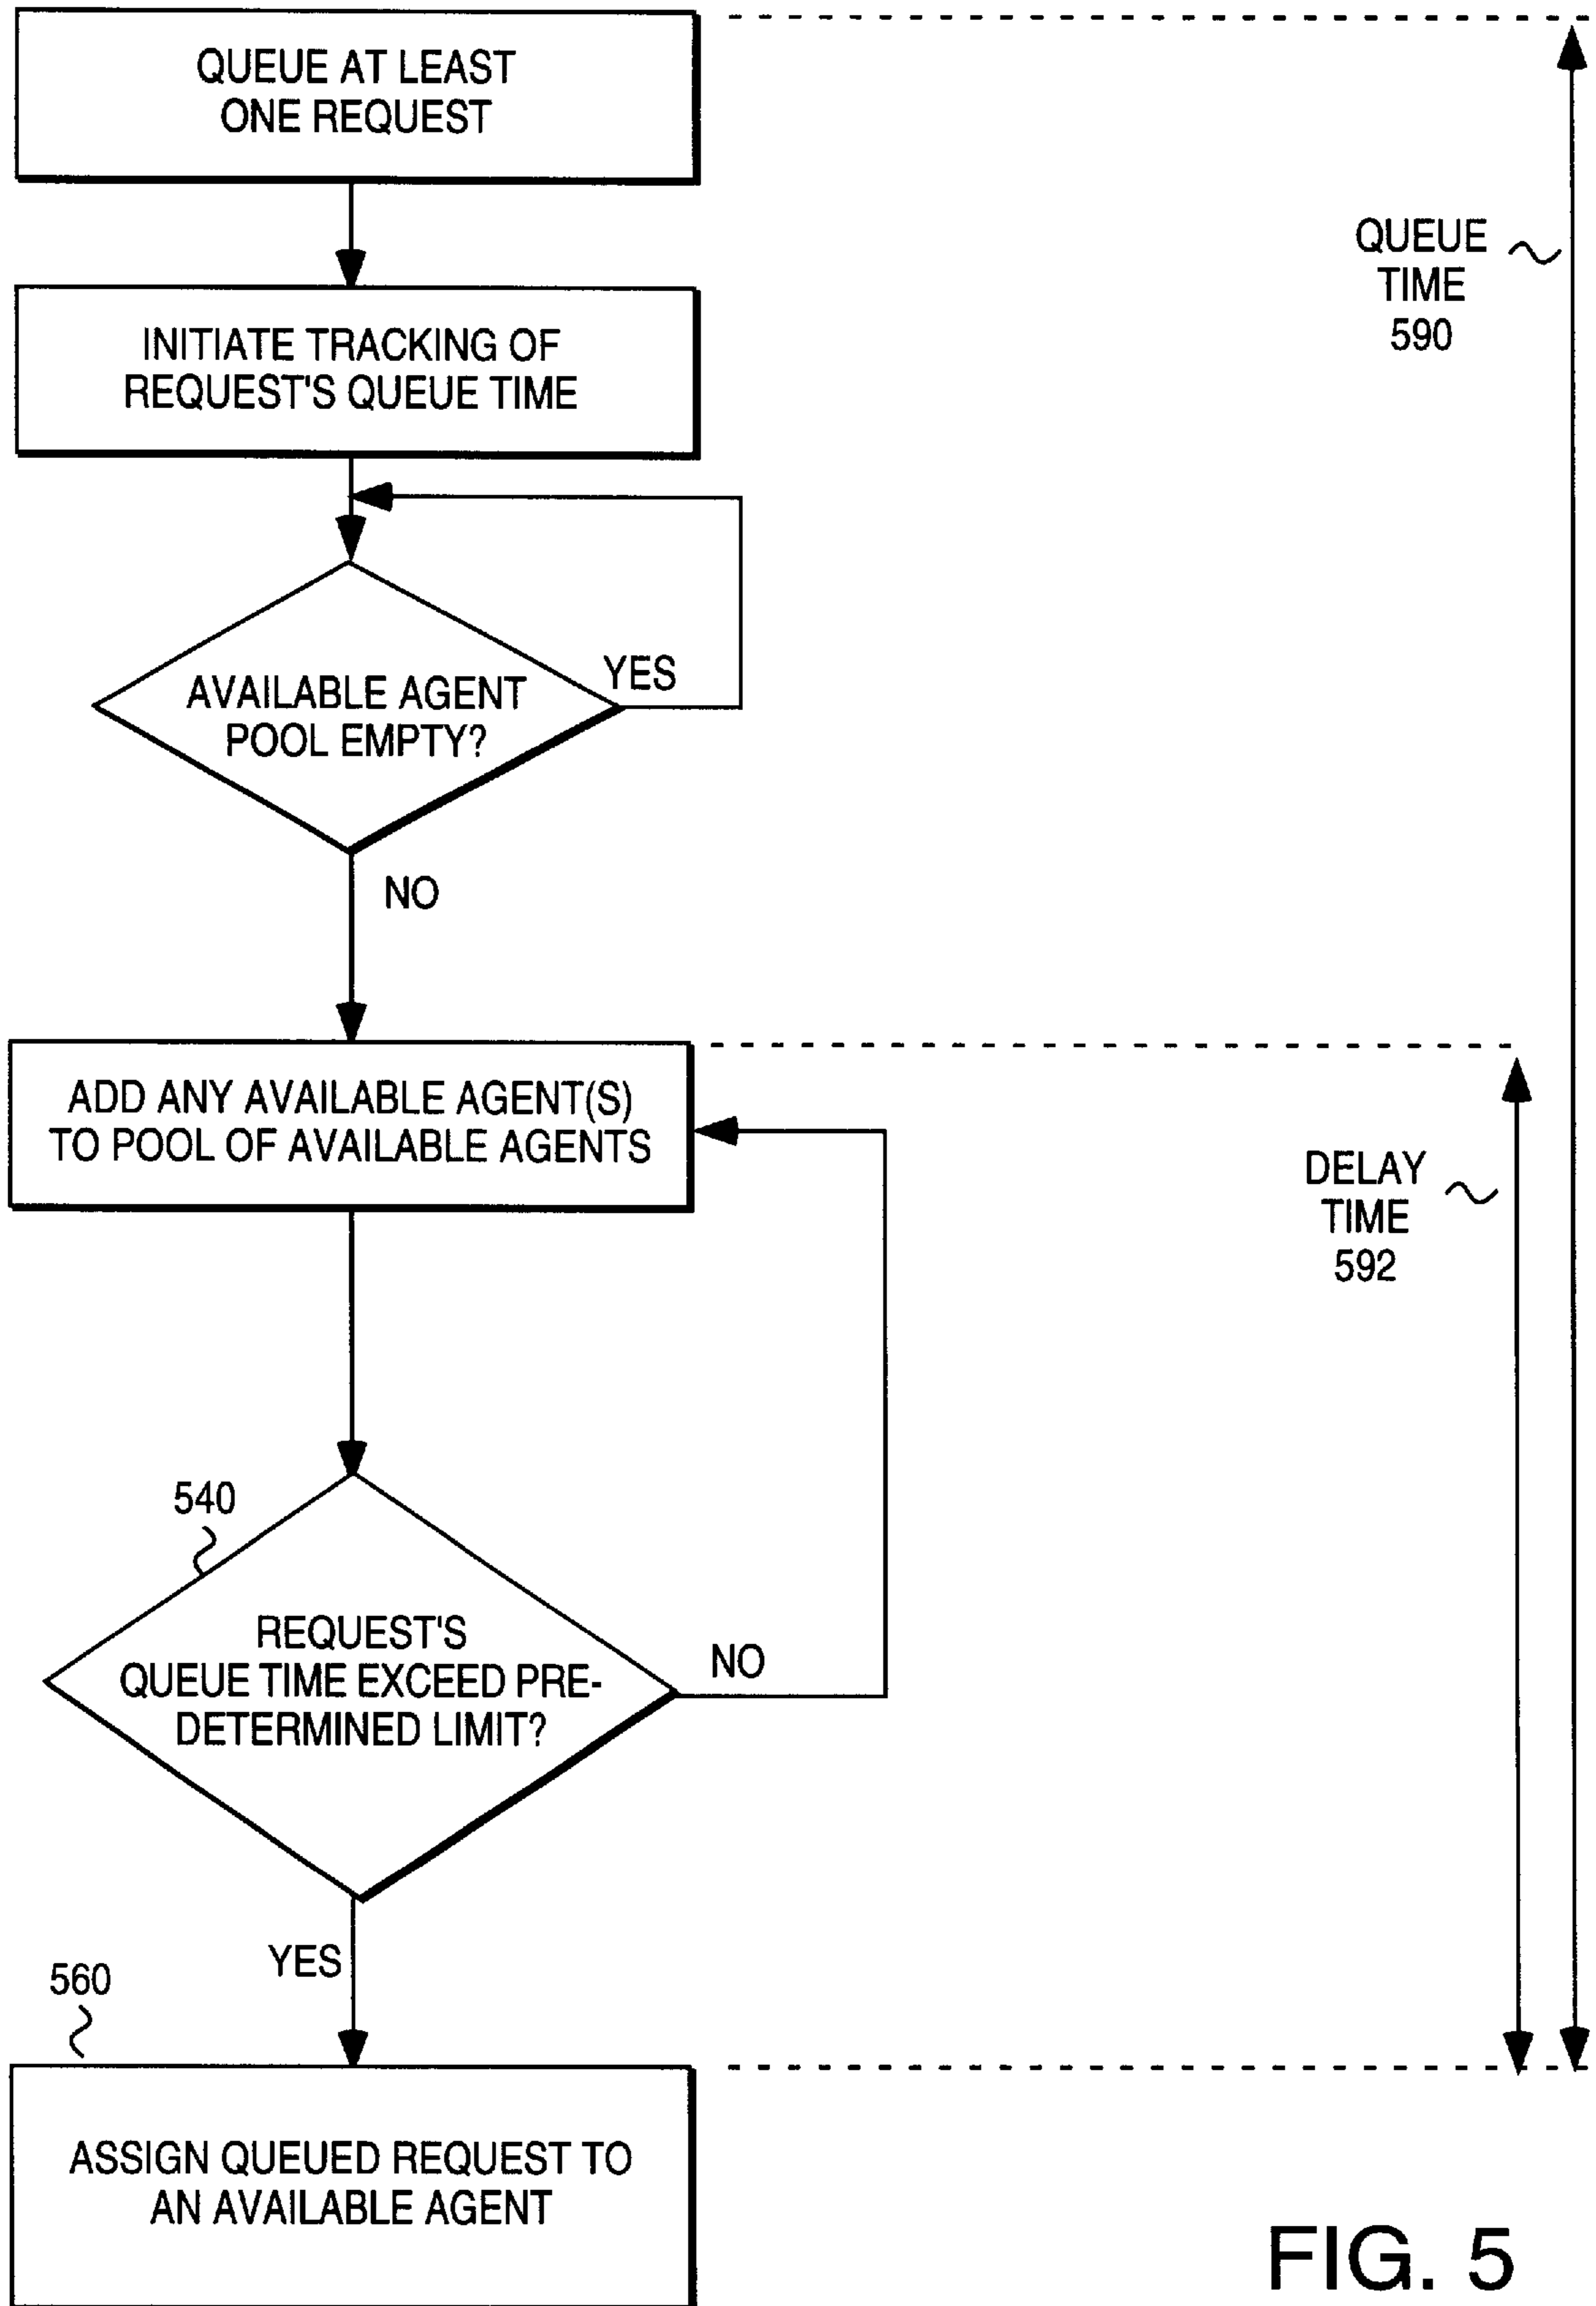 QUEUE AT LEAST
ONE REQUEST
QUEUE
TIME
590
INITIATE TRACKING OF
REQUEST'S QUEUE TIME
YES
AVAILABLE AGENT
POOL EMPTY?
NO
ADD ANY AVAILABLE AGENT(S)
TO POOL OF AVAILABLE AGENTS
DELAY
TIME
592
540
REQUEST'S
QUEUE TIME EXCEED PRE-
DETERMINED LIMIT?
NO
YES
560
ASSIGN QUEUED REQUEST TO
AN AVAILABLE AGENT
FIG. 5